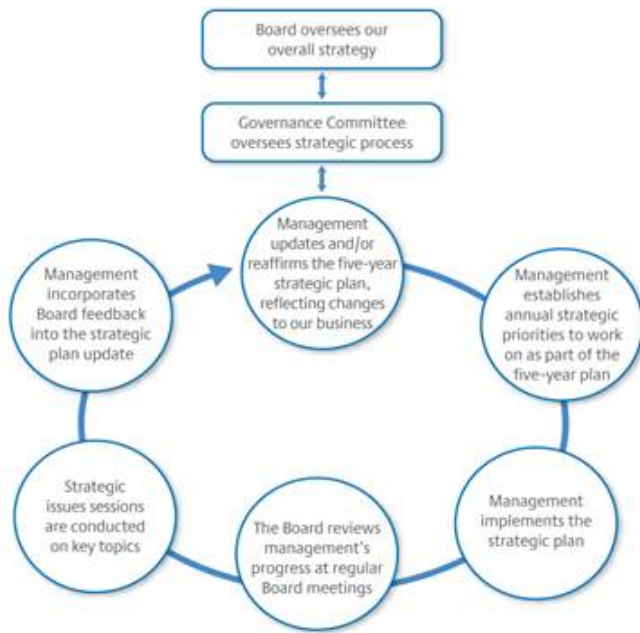 Board oversees our
overall strategy
Governance Committee
oversees strategic process
Management
updates and/or
reaffirms the five-year
strategic plan,
reflecting changes
to our business
Management
establishes
annual strategic
priorities to work
on as part of the
five-year plan
Management
implements the
strategic plan
The Board reviews
management's
progress at regular
Board meetings
Strategic
issues sessions
are conducted
on key topics
Management
incorporates
Board feedback
into the strategic
plan update